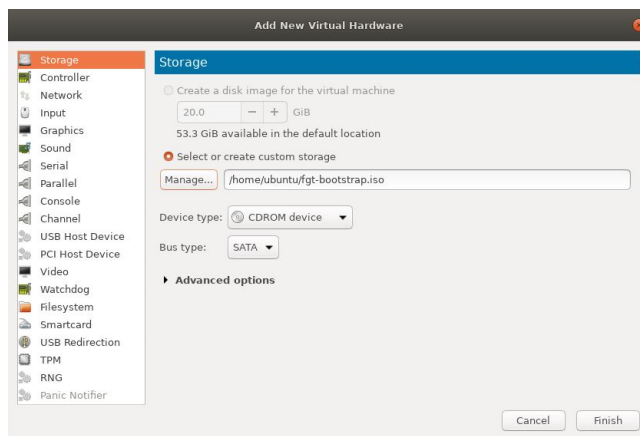 Add New Virtual Hardware
Storage
Controller
Network
Input
Graphics
Sound
Serial
Parallel
Console
Channel
USB Host Device
PCI Host Device
Video
Watchdog
Filesystem
Smartcard
USB Redirection
TPM
RNG
Panic Notifier
Storage
Create a disk image for the virtual machine
20.0 − + GiB
53.3 GiB available in the default location
Select or create custom storage
Manage... /home/ubuntu/fgt-bootstrap.iso
Device type: CDROM device
Bus type: SATA
Advanced options
Cancel Finish